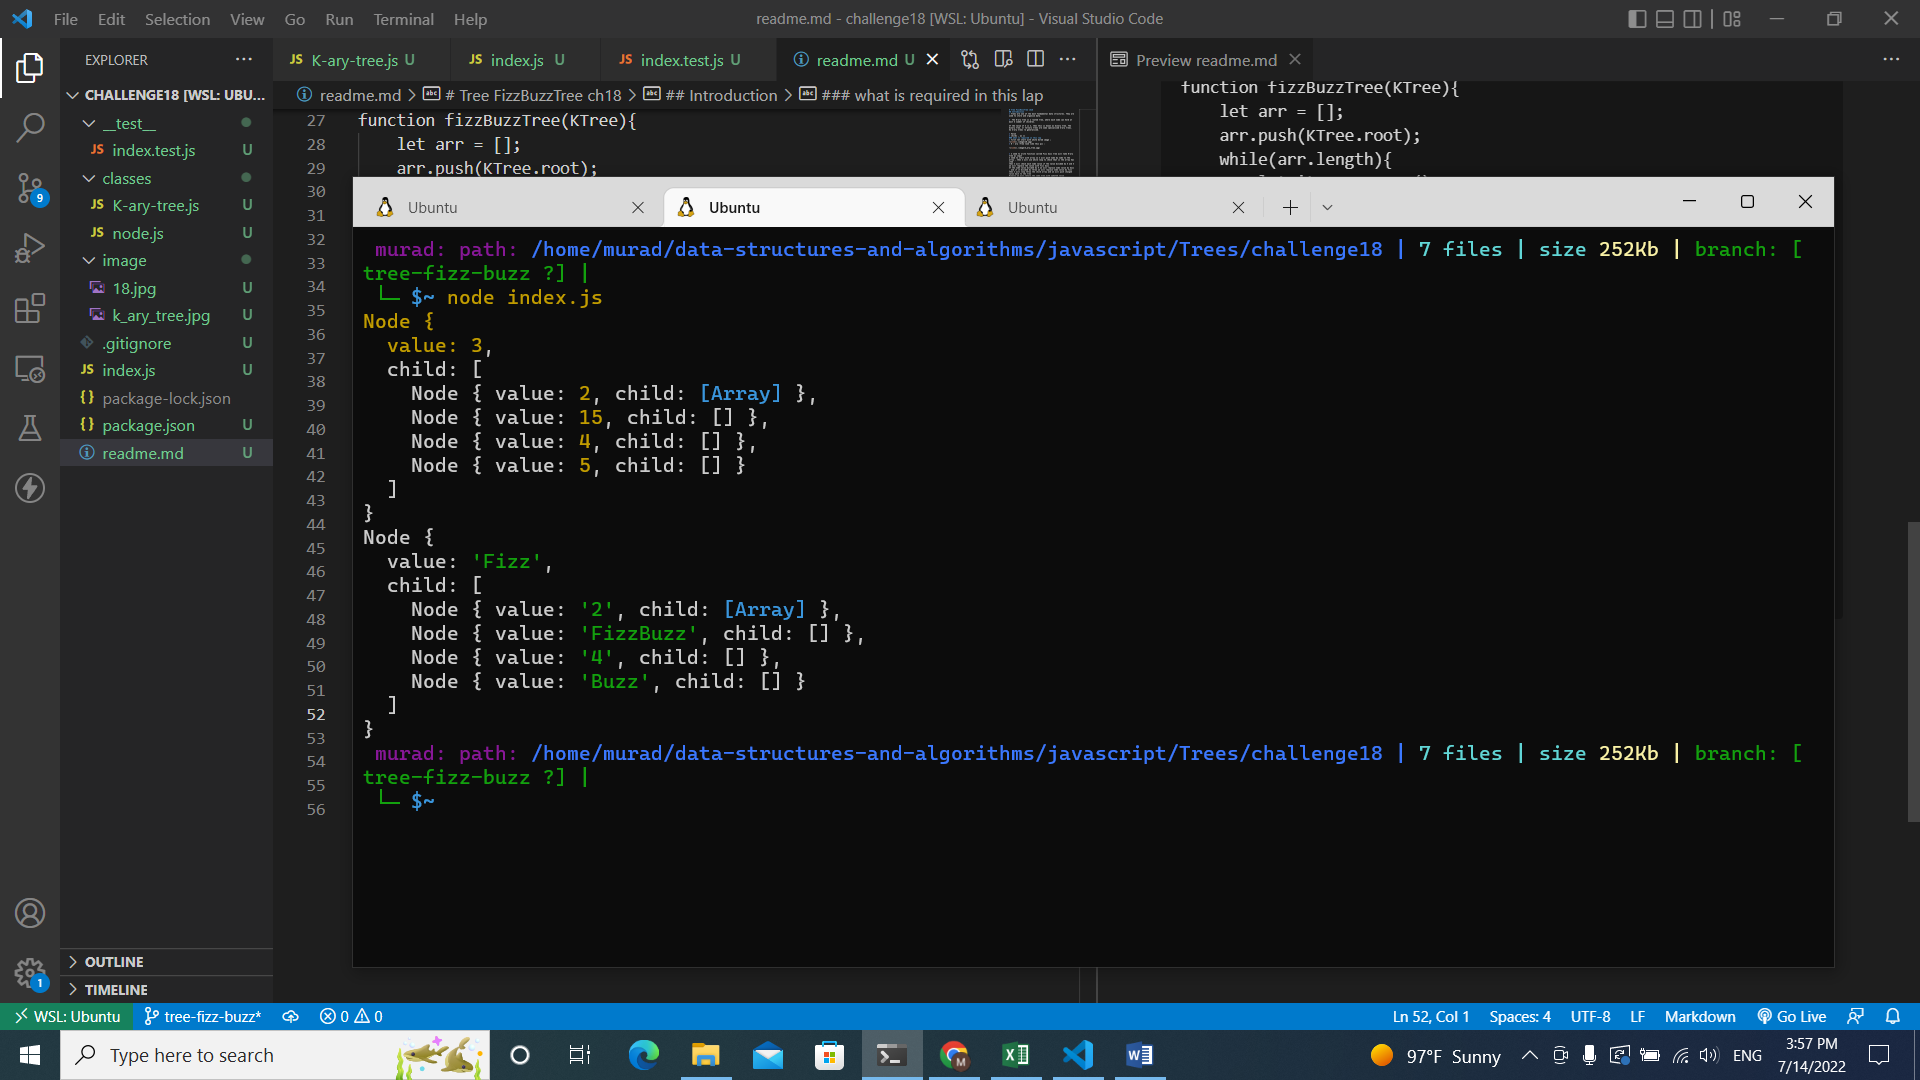 File Edit Selection View Go Run Terminal Help
readme.md - challenge18 [WSL: Ubuntu] - Visual Studio Code
EXPLORER
CHALLENGE18 [WSL: UBU...
__test__
JS index.test.js U
classes
JS K-ary-tree.js U
JS node.js U
image
18.jpg U
k_ary_tree.jpg U
.gitignore U
JS index.js U
{} package-lock.json
{} package.json U
readme.md U
OUTLINE
TIMELINE
9
1
JS K-ary-tree.js U
JS index.js U
JS index.test.js U
readme.md U
Preview readme.md
readme.md > # Tree FizzBuzzTree ch18 > ## Introduction > ### what is required in this lap
27 function fizzBuzzTree(KTree){
28 let arr = [];
29 arr.push(KTree.root);
30
31
32
33
34
35
36
37
38
39
40
41
42
43
44
45
46
47
48
49
50
51
52
53
54
55
56
function fizzBuzzTree(KTree){
let arr = [];
arr.push(KTree.root);
while(arr.length){
Ubuntu
Ubuntu
Ubuntu
murad: path: /home/murad/data-structures-and-algorithms/javascript/Trees/challenge18 | 7 files | size 252Kb | branch: [
tree-fizz-buzz ?] |
└─ $~ node index.js
Node {
value: 3,
child: [
Node { value: 2, child: [Array] },
Node { value: 15, child: [] },
Node { value: 4, child: [] },
Node { value: 5, child: [] }
]
}
Node {
value: 'Fizz',
child: [
Node { value: '2', child: [Array] },
Node { value: 'FizzBuzz', child: [] },
Node { value: '4', child: [] },
Node { value: 'Buzz', child: [] }
]
}
murad: path: /home/murad/data-structures-and-algorithms/javascript/Trees/challenge18 | 7 files | size 252Kb | branch: [
tree-fizz-buzz ?] |
└─ $~
WSL: Ubuntu tree-fizz-buzz* 0 0
Ln 52, Col 1 Spaces: 4 UTF-8 LF Markdown Go Live
Type here to search
97°F Sunny ENG
3:57 PM
7/14/2022